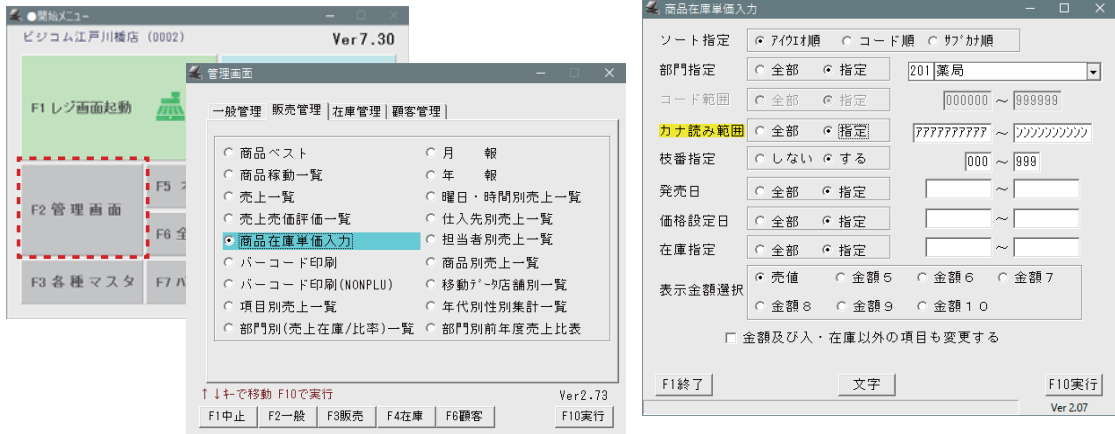 ●開始メニュー
ビジコム江戸川橋店 (0002)
Ver7.30
F1 レジ画面起動
F2 管理画面
F5
F6 全
F3 各種マスタ
F7 ハ
管理画面
一般管理 販売管理 在庫管理 顧客管理
商品ベスト
月　報
商品稼動一覧
年　報
売上一覧
曜日・時間別売上一覧
売上売価評価一覧
仕入先別売上一覧
商品在庫単価入力
担当者別売上一覧
バーコード印刷
商品別売上一覧
バーコード印刷(NONPLU)
移動ﾃﾞｰﾀ店舗別一覧
項目別売上一覧
年代別性別集計一覧
部門別(売上在庫/比率)一覧
部門別前年度売上比表
↑↓ｷｰで移動 F10で実行
Ver2.73
F1中止 F2一般 F3販売 F4在庫 F6顧客 F10実行
商品在庫単価入力
ソート指定 ｱｲｳｴｵ順 コード順 ｻﾌﾞｶﾅ順
部門指定 全部 指定 201 薬局
コード範囲 全部 指定 000000 ～ 999999
カナ読み範囲 全部 指定 ｱｱｱｱｱｱｱｱｱｱ ～ ﾝﾝﾝﾝﾝﾝﾝﾝﾝﾝ
枝番指定 しない する 000 ～ 999
発売日 全部 指定 ～
価格設定日 全部 指定 ～
在庫指定 全部 指定 ～
表示金額選択 売値 金額5 金額6 金額7
金額8 金額9 金額10
金額及び入・在庫以外の項目も変更する
F1終了 文字 F10実行
Ver 2.07